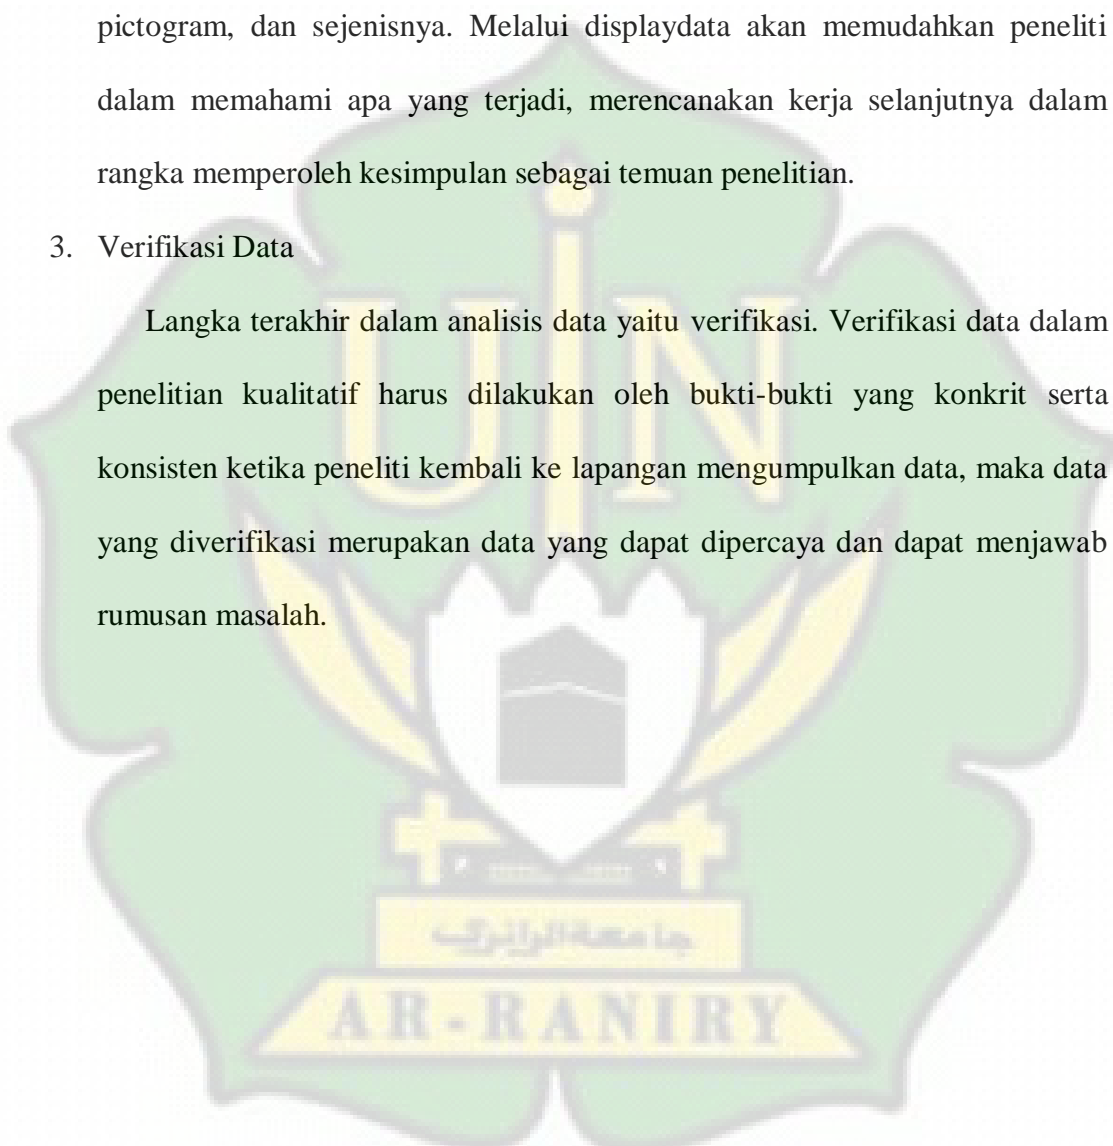 pictogram, dan sejenisnya. Melalui displaydata akan memudahkan peneliti
dalam memahami apa yang terjadi, merencanakan kerja selanjutnya dalam
rangka memperoleh kesimpulan sebagai temuan penelitian.
3. Verifikasi Data
Langka terakhir dalam analisis data yaitu verifikasi. Verifikasi data dalam
penelitian kualitatif harus dilakukan oleh bukti-bukti yang konkrit serta
konsisten ketika peneliti kembali ke lapangan mengumpulkan data, maka data
yang diverifikasi merupakan data yang dapat dipercaya dan dapat menjawab
rumusan masalah.
UIN
جامعة الرانري
AR-RANIRY